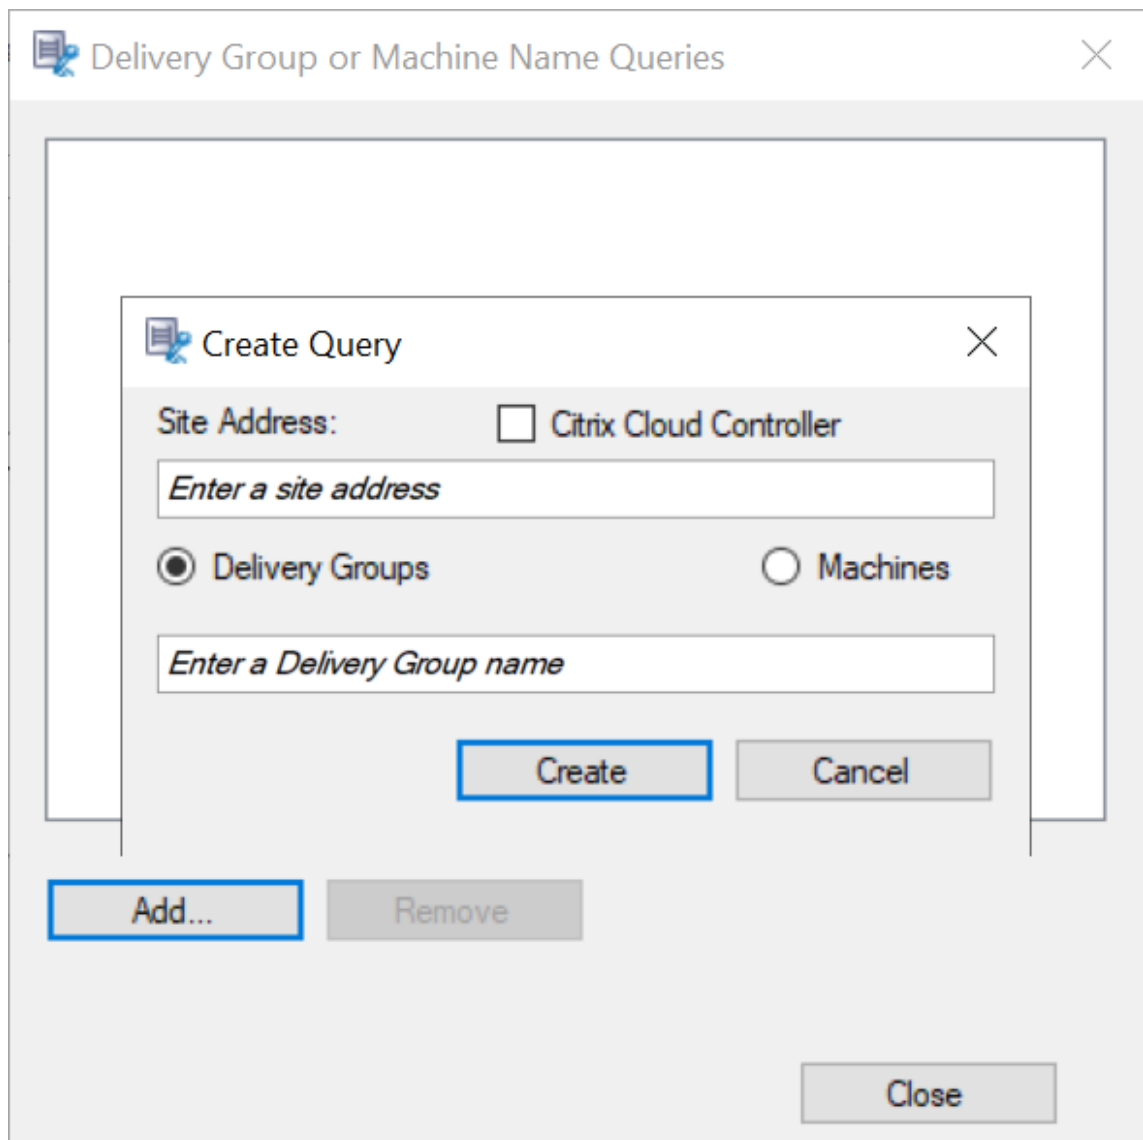 Delivery Group or Machine Name Queries
Create Query
Site Address: Citrix Cloud Controller
Enter a site address
Delivery Groups Machines
Enter a Delivery Group name
Create Cancel
Add... Remove
Close